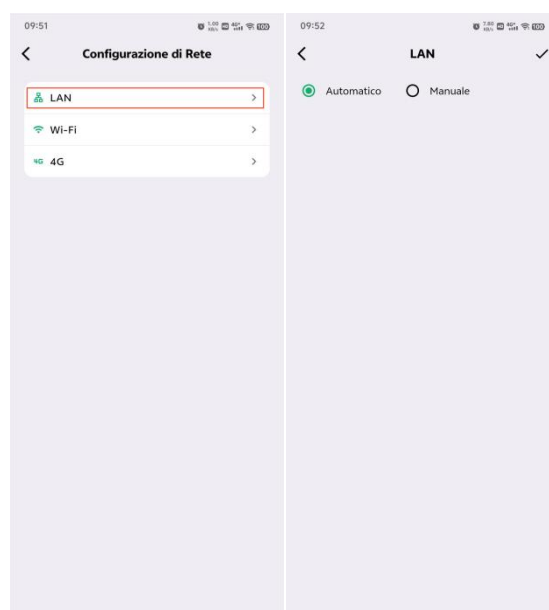 09:51
Configurazione di Rete
LAN
Wi-Fi
4G 4G
09:52
LAN
Automatico Manuale